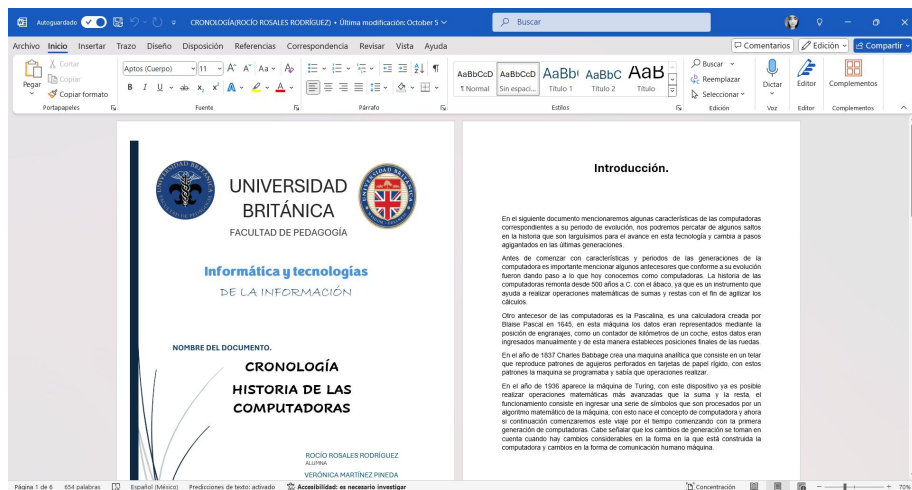 Autoguardado
CRONOLOGÍA(ROCÍO ROSALES RODRÍGUEZ) • Última modificación: October 5
Buscar
Archivo Inicio Insertar Trazo Diseño Disposición Referencias Correspondencia Revisar Vista Ayuda
Comentarios Edición Compartir
Pegar
Cortar
Copiar
Copiar formato
Portapapeles
Aptos (Cuerpo) 11
Fuente
Párrafo
AaBbCcD AaBbCcD AaBb AaBbC AaB
¶ Normal Sin espaci... Título 1 Título 2 Título
Estilos
Buscar
Reemplazar
Seleccionar
Edición
Dictar
Voz
Editor
Editor
Complementos
Complementos
UNIVERSIDAD
BRITÁNICA
FACULTAD DE PEDAGOGÍA
Informática y tecnologías
DE LA INFORMACIÓN
NOMBRE DEL DOCUMENTO.
CRONOLOGÍA
HISTORIA DE LAS
COMPUTADORAS
ROCÍO ROSALES RODRÍGUEZ
ALUMNA
VERÓNICA MARTÍNEZ PINEDA
Introducción.
En el siguiente documento mencionaremos algunas características de las computadoras
correspondientes a su periodo de evolución, nos podremos percatar de algunos saltos
en la historia que son larguísimos para el avance en esta tecnología y cambia a pasos
agigantados en las últimas generaciones.
Antes de comenzar con características y periodos de las generaciones de la
computadora es importante mencionar algunos antecesores que conforme a su evolución
fueron dando paso a lo que hoy conocemos como computadoras. La historia de las
computadoras remonta desde 500 años a.C. con el ábaco, ya que es un instrumento que
ayuda a realizar operaciones matemáticas de sumas y restas con el fin de agilizar los
cálculos.
Otro antecesor de las computadoras es la Pascalina, es una calculadora creada por
Blaise Pascal en 1645, en esta máquina los datos eran representados mediante la
posición de engranajes, como un contador de kilómetros de un coche, estos datos eran
ingresados manualmente y de esta manera establecer posiciones finales de las ruedas.
En el año de 1837 Charles Babbage crea una maquina analítica que consiste en un telar
que reproduce patrones de agujeros perforados en tarjetas de papel rígido, con estos
patrones la maquina se programaba y sabía que operaciones realizar.
En el año de 1936 aparece la máquina de Turing, con este dispositivo ya es posible
realizar operaciones matemáticas más avanzadas que la suma y la resta, el
funcionamiento consiste en ingresar una serie de símbolos que son procesados por un
algoritmo matemático de la máquina, con esto nace el concepto de computadora y ahora
si continuación comenzaremos este viaje por el tiempo comenzando con la primera
generación de computadoras. Cabe señalar que los cambios de generación se toman en
cuenta cuando hay cambios considerables en la forma en la que está construida la
computadora y cambios en la forma de comunicación humano máquina.
Página 1 de 6 654 palabras Español (México) Predicciones de texto: activado Accesibilidad: es necesario investigar
Concentración 70%